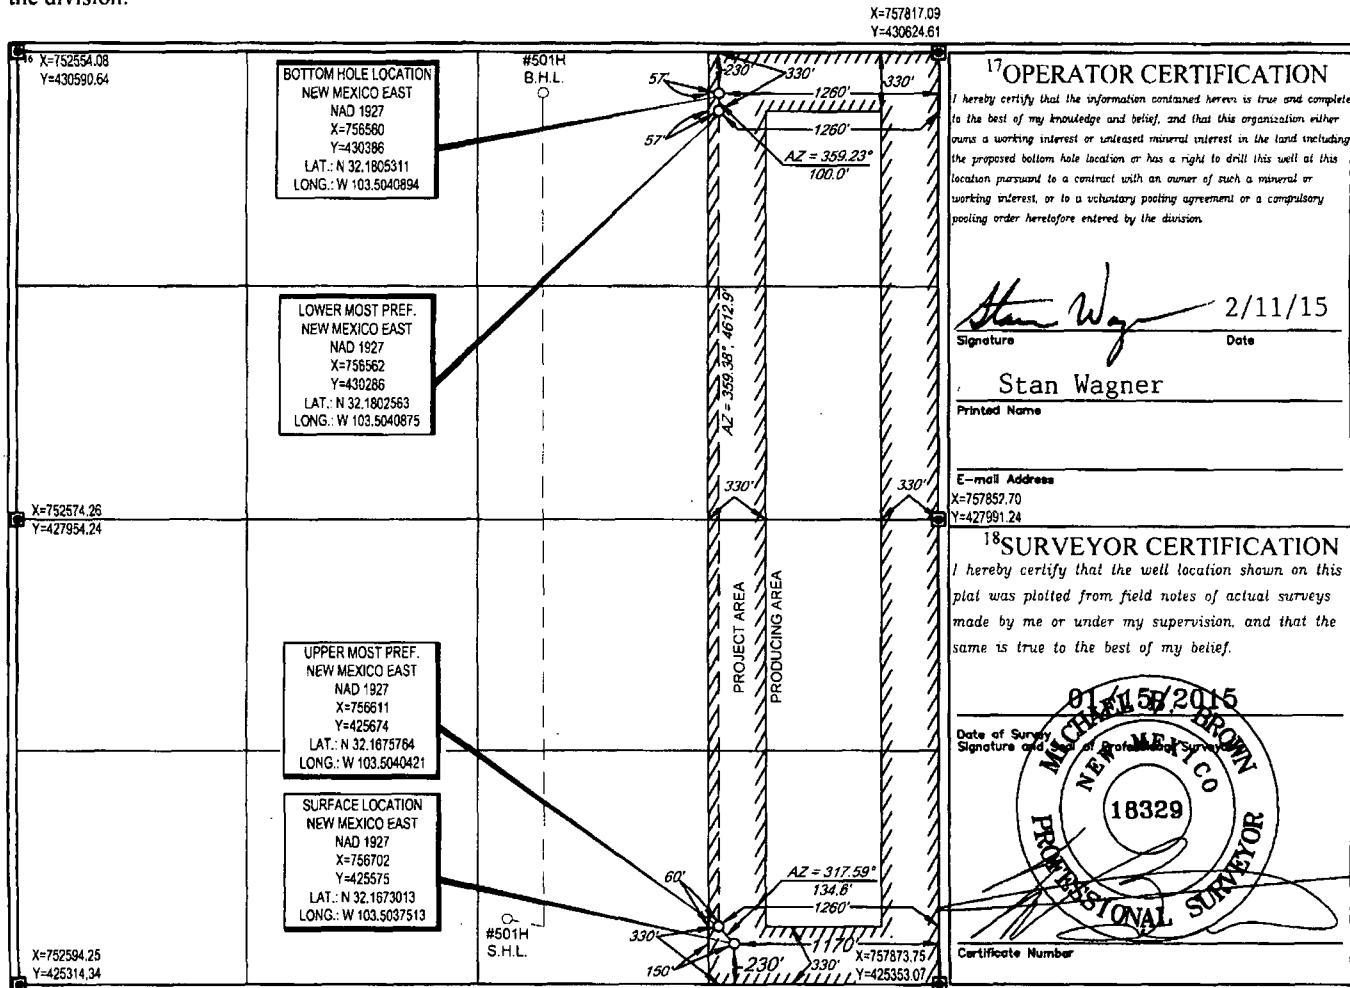 the division.
X=757817.09
Y=430624.61
16 X=752554.08
Y=430590.64
#501H
B.H.L.
BOTTOM HOLE LOCATION
NEW MEXICO EAST
NAD 1927
X=756580
Y=430386
LAT.: N 32.1805311
LONG.: W 103.5040894
57'
230'
330'
1260'
330'
57'
1260'
AZ = 359.23°
100.0'
LOWER MOST PREF.
NEW MEXICO EAST
NAD 1927
X=756562
Y=430286
LAT.: N 32.1802563
LONG.: W 103.5040875
AZ = 359.38°, 4612.9'
330'
330'
X=752574.26
Y=427954.24
X=757852.70
Y=427991.24
PROJECT AREA
PRODUCING AREA
UPPER MOST PREF.
NEW MEXICO EAST
NAD 1927
X=756611
Y=425674
LAT.: N 32.1675764
LONG.: W 103.5040421
SURFACE LOCATION
NEW MEXICO EAST
NAD 1927
X=756702
Y=425575
LAT.: N 32.1673013
LONG.: W 103.5037513
60'
AZ = 317.59°
134.6'
1260'
330'
1170'
150'
230'
330'
#501H
S.H.L.
X=752594.25
Y=425314.34
X=757873.75
Y=425353.07
17 OPERATOR CERTIFICATION
I hereby certify that the information contained herein is true and complete
to the best of my knowledge and belief, and that this organization either
owns a working interest or unleased mineral interest in the land including
the proposed bottom hole location or has a right to drill this well at this
location pursuant to a contract with an owner of such a mineral or
working interest, or to a voluntary pooling agreement or a compulsory
pooling order heretofore entered by the division.
Stan Wagner 2/11/15
Signature Date
Stan Wagner
Printed Name
E-mail Address
18 SURVEYOR CERTIFICATION
I hereby certify that the well location shown on this
plat was plotted from field notes of actual surveys
made by me or under my supervision, and that the
same is true to the best of my belief.
01/15/2015
Date of Survey
Signature and Seal of Professional Surveyor
MICHAEL B. BROWN
NEW MEXICO
18329
PROFESSIONAL SURVEYOR
Certificate Number